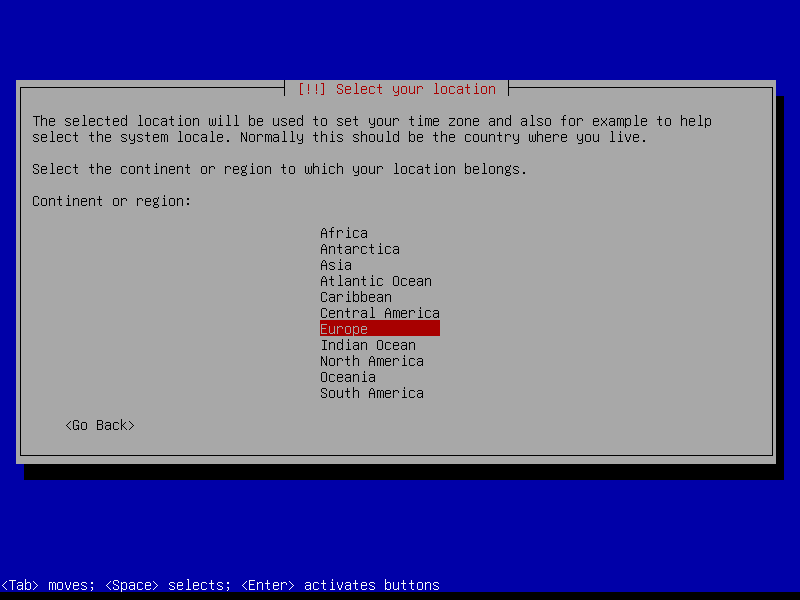 [!!] Select your location
The selected location will be used to set your time zone and also for example to help
select the system locale. Normally this should be the country where you live.
Select the continent or region to which your location belongs.
Continent or region:
Africa
Antarctica
Asia
Atlantic Ocean
Caribbean
Central America
Europe
Indian Ocean
North America
Oceania
South America
<Go Back>
<Tab> moves; <Space> selects; <Enter> activates buttons